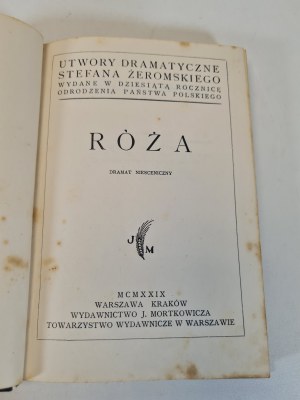 UTWORY DRAMATYCZNE
STEFANA ŻEROMSKIEGO
WYDANE W DZIESIĄTĄ ROCZNICĘ
ODRODZENIA PAŃSTWA POLSKIEGO
RÓŻA
DRAMAT NIESCENICZNY
J M
MCMXXIX
WARSZAWA KRAKÓW
WYDAWNICTWO J. MORTKOWICZA
TOWARZYSTWO WYDAWNICZE W WARSZAWIE